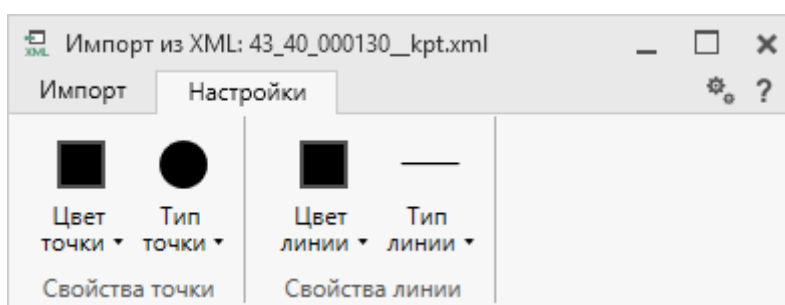 XML Импорт из XML: 43_40_000130__kpt.xml
Импорт Настройки ?
Цвет точки Тип точки Цвет линии Тип линии
Свойства точки Свойства линии